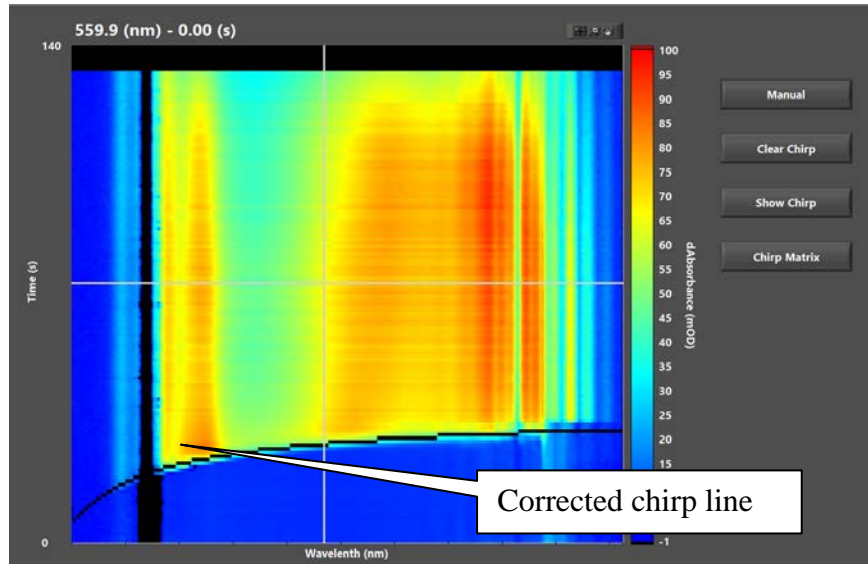 559.9 (nm) - 0.00 (s)
140
Time (s)
0
Wavelenth (nm)
100
95
90
85
80
75
70
65
60
55
50
45
40
35
30
25
20
15
-1
dAbsorbance (mOD)
Manual
Clear Chirp
Show Chirp
Chirp Matrix
Corrected chirp line